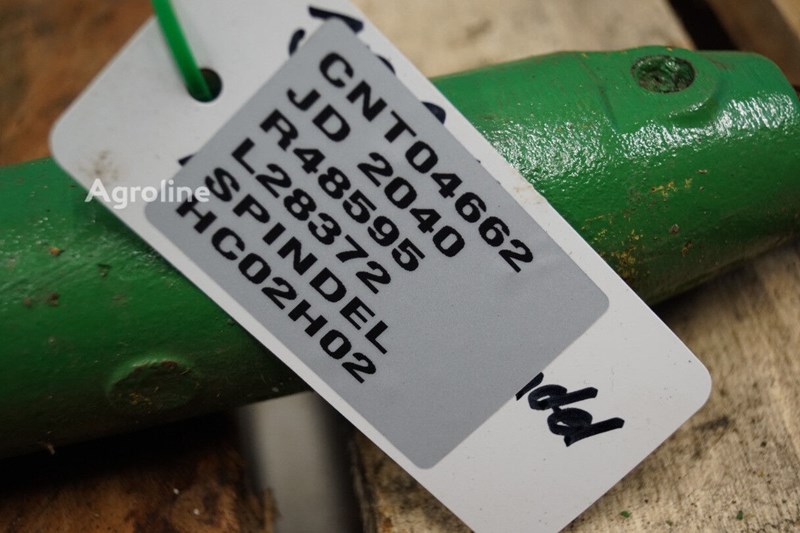 CNT04662
JD 2040
R48595
L28372
SPINDEL
HC02H02
Agroline